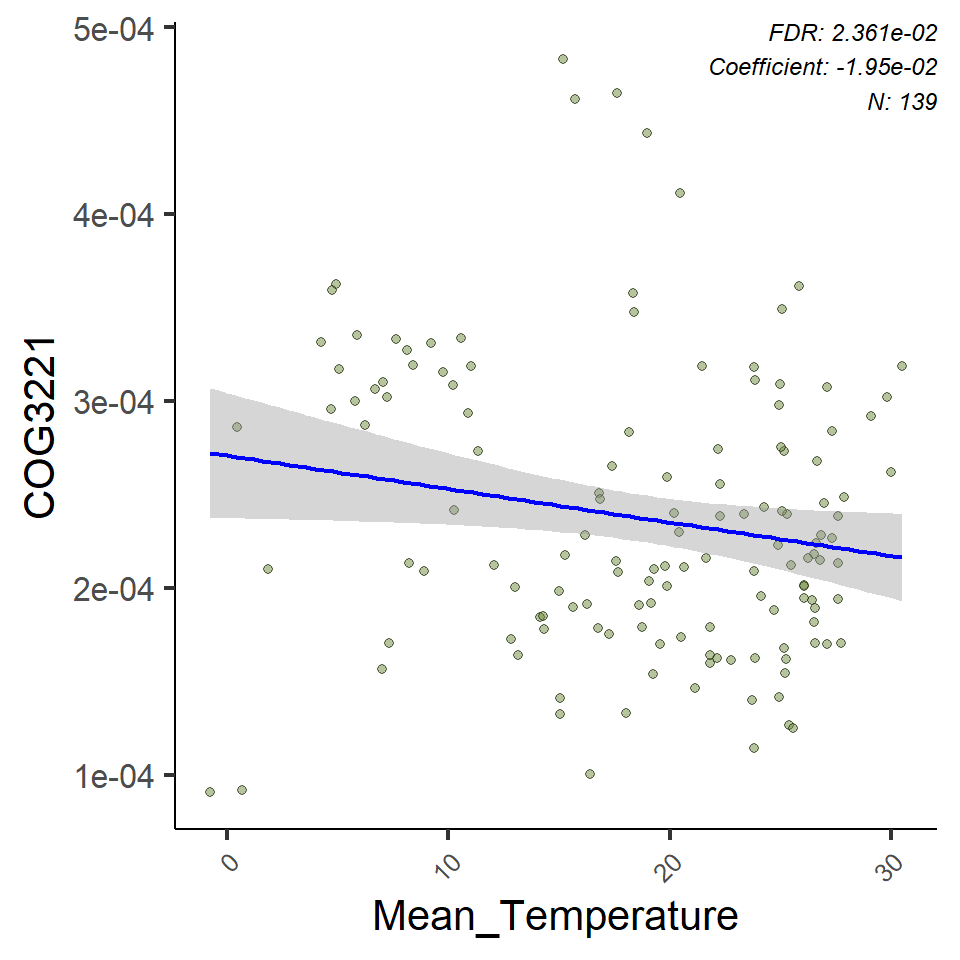 FDR: 2.361e-02
Coefficient: -1.95e-02
N: 139
COG3221
5e-04
4e-04
3e-04
2e-04
1e-04
0
10
20
30
Mean_Temperature